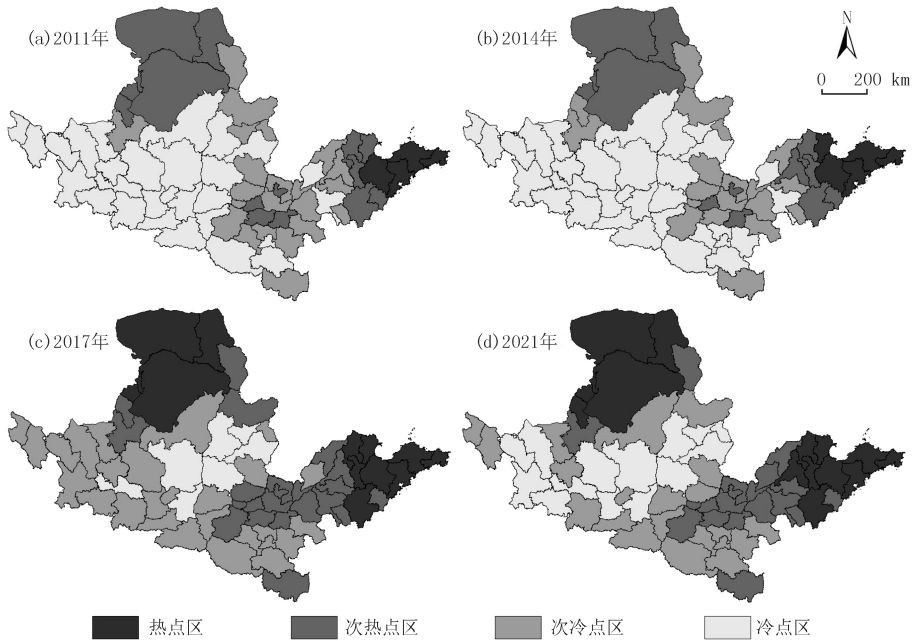 (a)2011年
(b)2014年
N
0 200 km
(c)2017年
(d)2021年
热点区 次热点区 次冷点区 冷点区